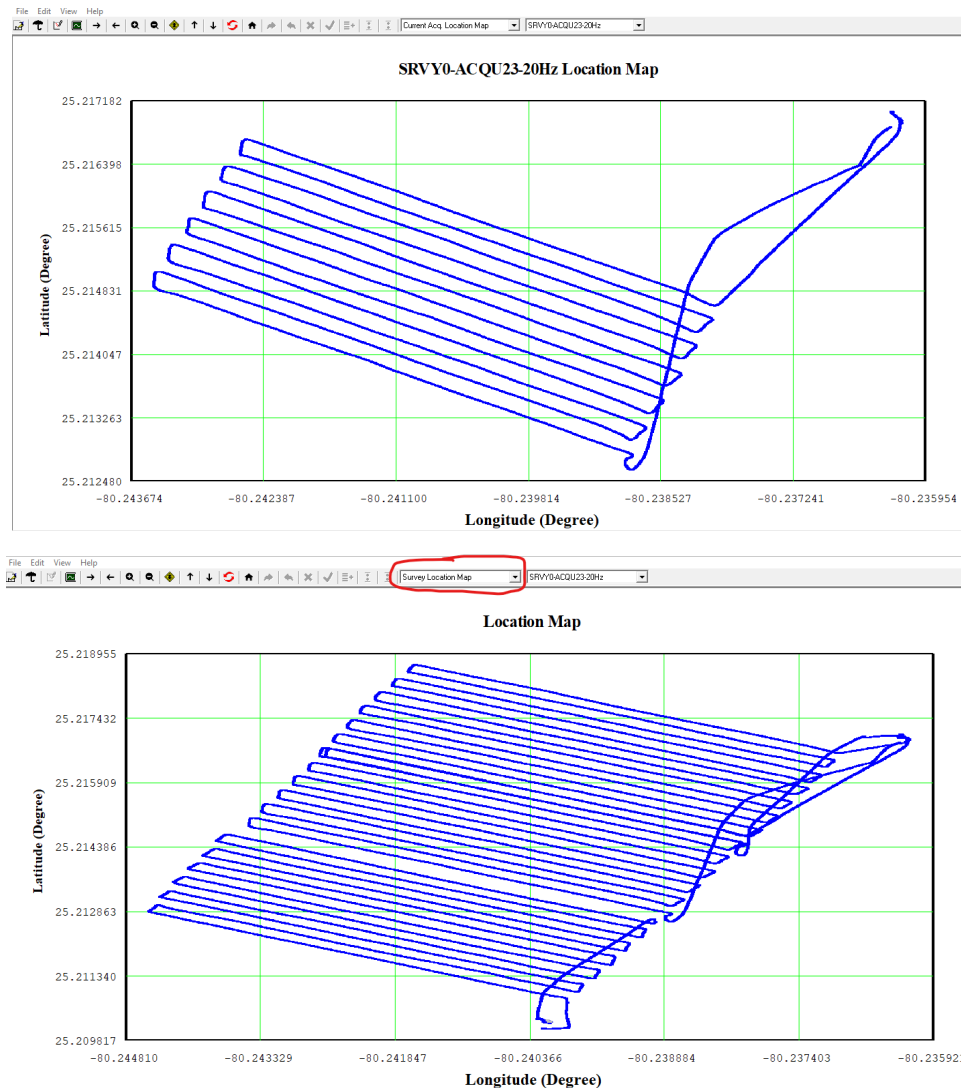 File Edit View Help
Current Acq. Location Map SRVY0-ACQU23-20Hz
SRVY0-ACQU23-20Hz Location Map
25.217182
25.216398
25.215615
25.214831
25.214047
25.213263
25.212480
Latitude (Degree)
-80.243674 -80.242387 -80.241100 -80.239814 -80.238527 -80.237241 -80.235954
Longitude (Degree)
File Edit View Help
Survey Location Map SRVY0-ACQU23-20Hz
Location Map
25.218955
25.217432
25.215909
25.214386
25.212863
25.211340
25.209817
Latitude (Degree)
-80.244810 -80.243329 -80.241847 -80.240366 -80.238884 -80.237403 -80.23592
Longitude (Degree)